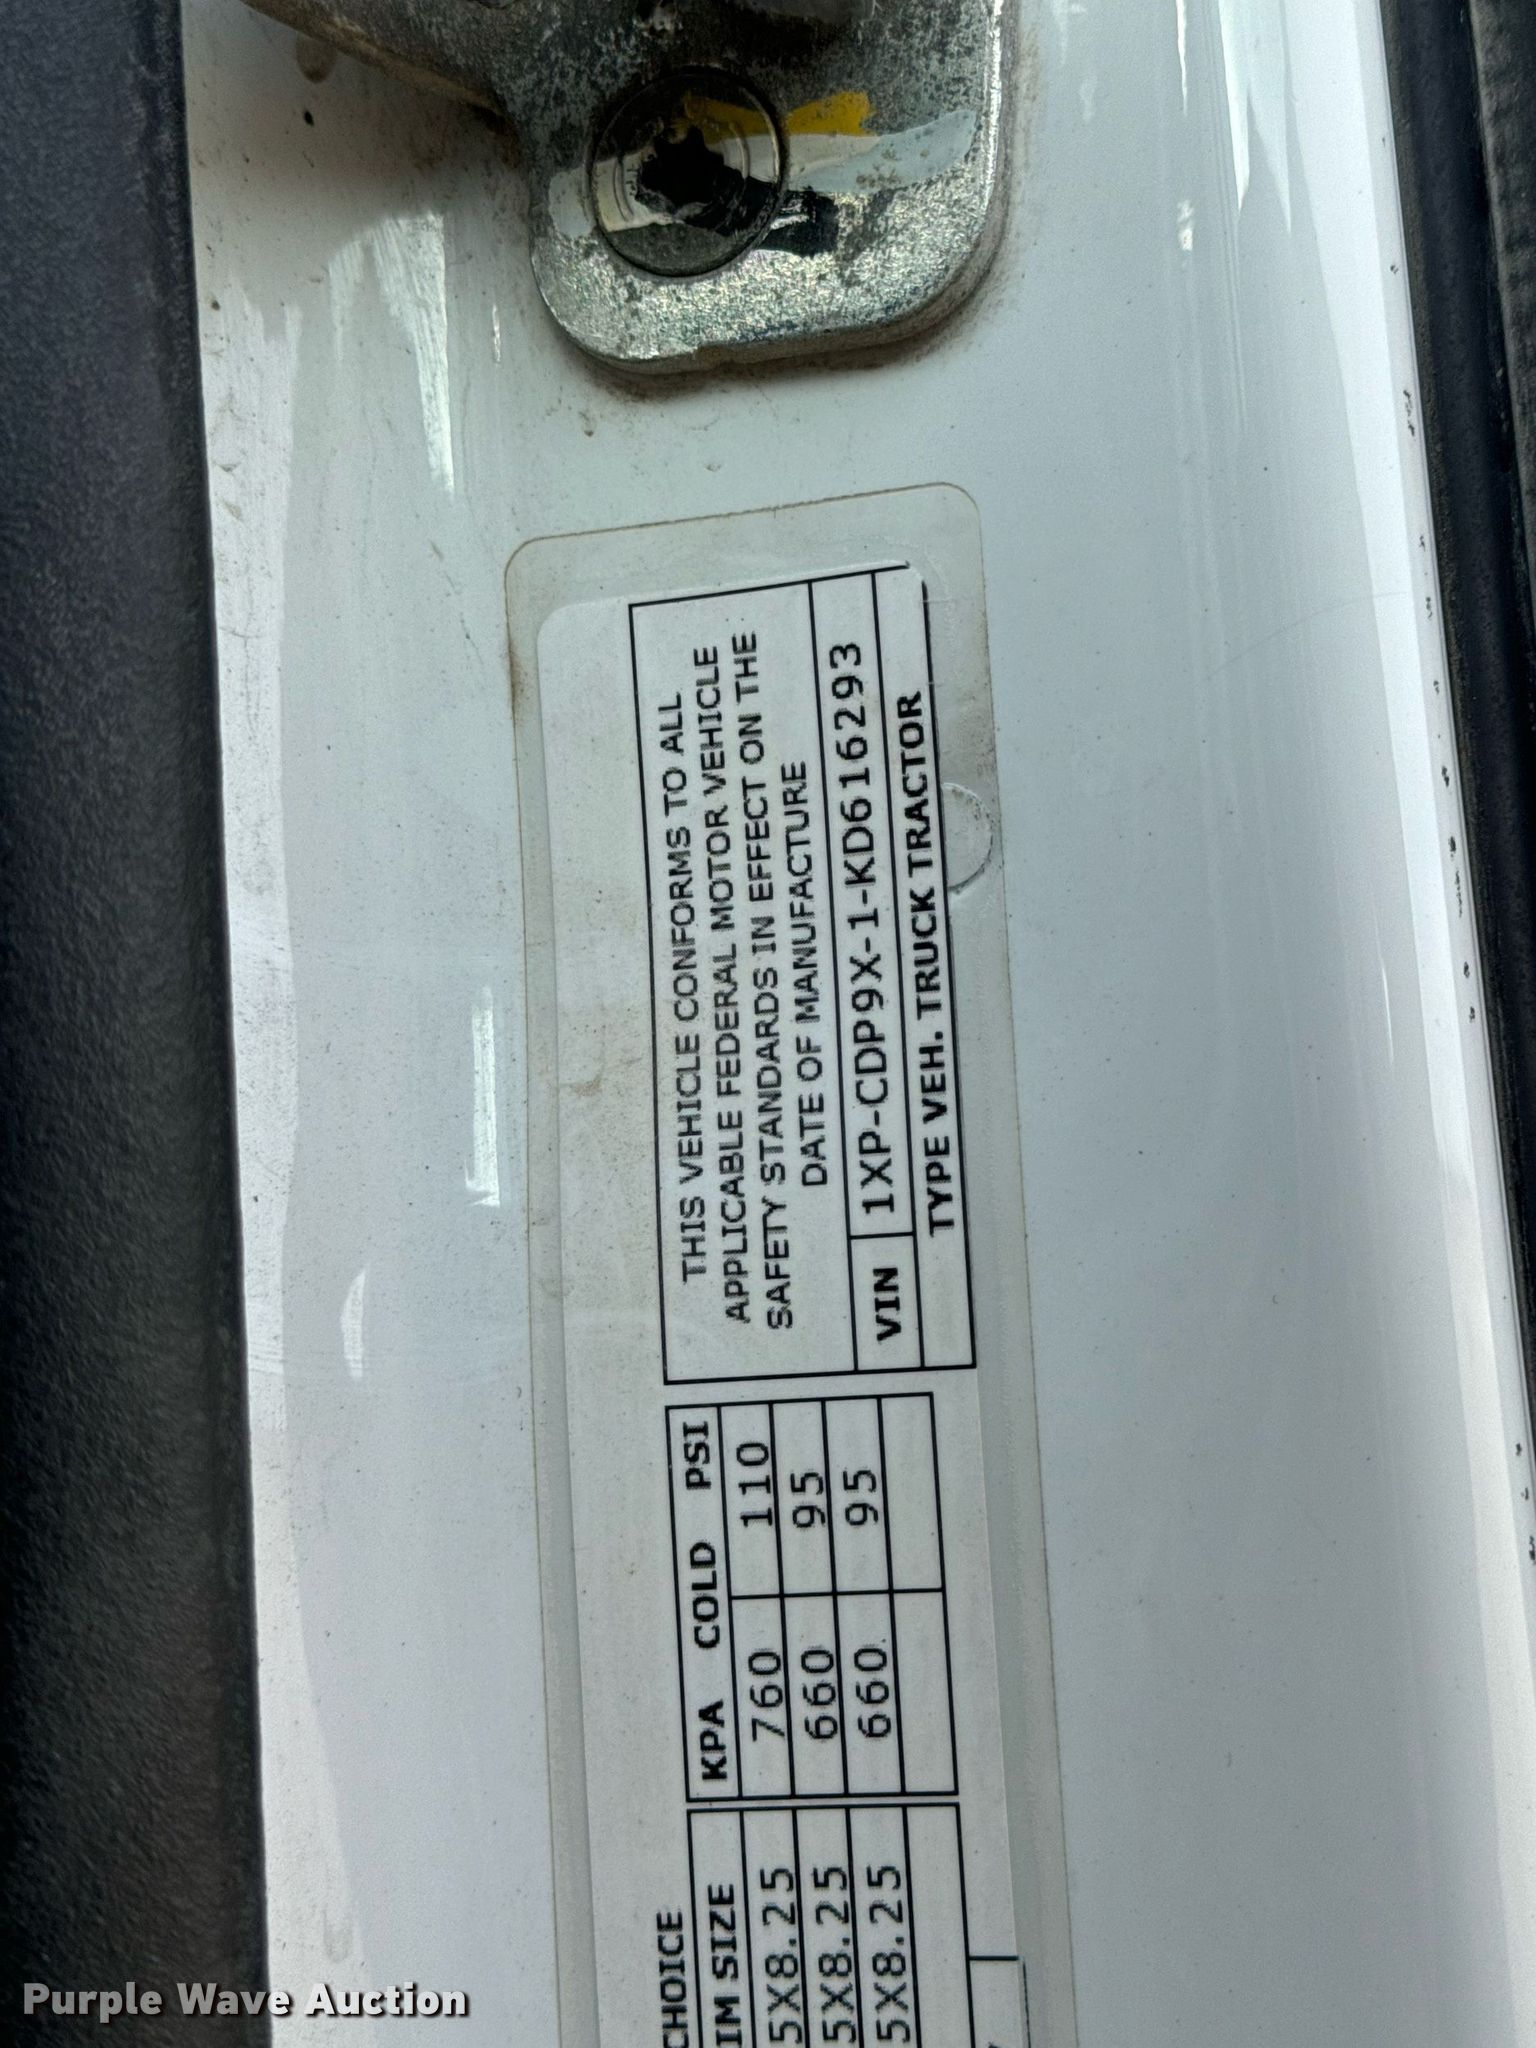 CHOICE
IM SIZE KPA COLD PSI
5X8.25 760 110
5X8.25 660 95
5X8.25 660 95
THIS VEHICLE CONFORMS TO ALL
APPLICABLE FEDERAL MOTOR VEHICLE
SAFETY STANDARDS IN EFFECT ON THE
DATE OF MANUFACTURE
VIN 1XP-CDP9X-1-KD616293
TYPE VEH. TRUCK TRACTOR
Purple Wave Auction